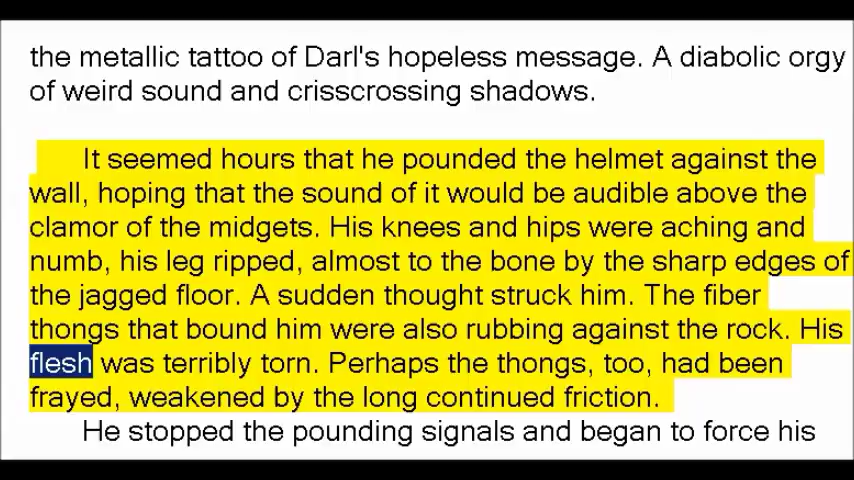 the metallic tattoo of Darl's hopeless message. A diabolic orgy
of weird sound and crisscrossing shadows.
It seemed hours that he pounded the helmet against the
wall, hoping that the sound of it would be audible above the
clamor of the midgets. His knees and hips were aching and
numb, his leg ripped, almost to the bone by the sharp edges of
the jagged floor. A sudden thought struck him. The fiber
thongs that bound him were also rubbing against the rock. His
flesh was terribly torn. Perhaps the thongs, too, had been
frayed, weakened by the long continued friction.
He stopped the pounding signals and began to force his